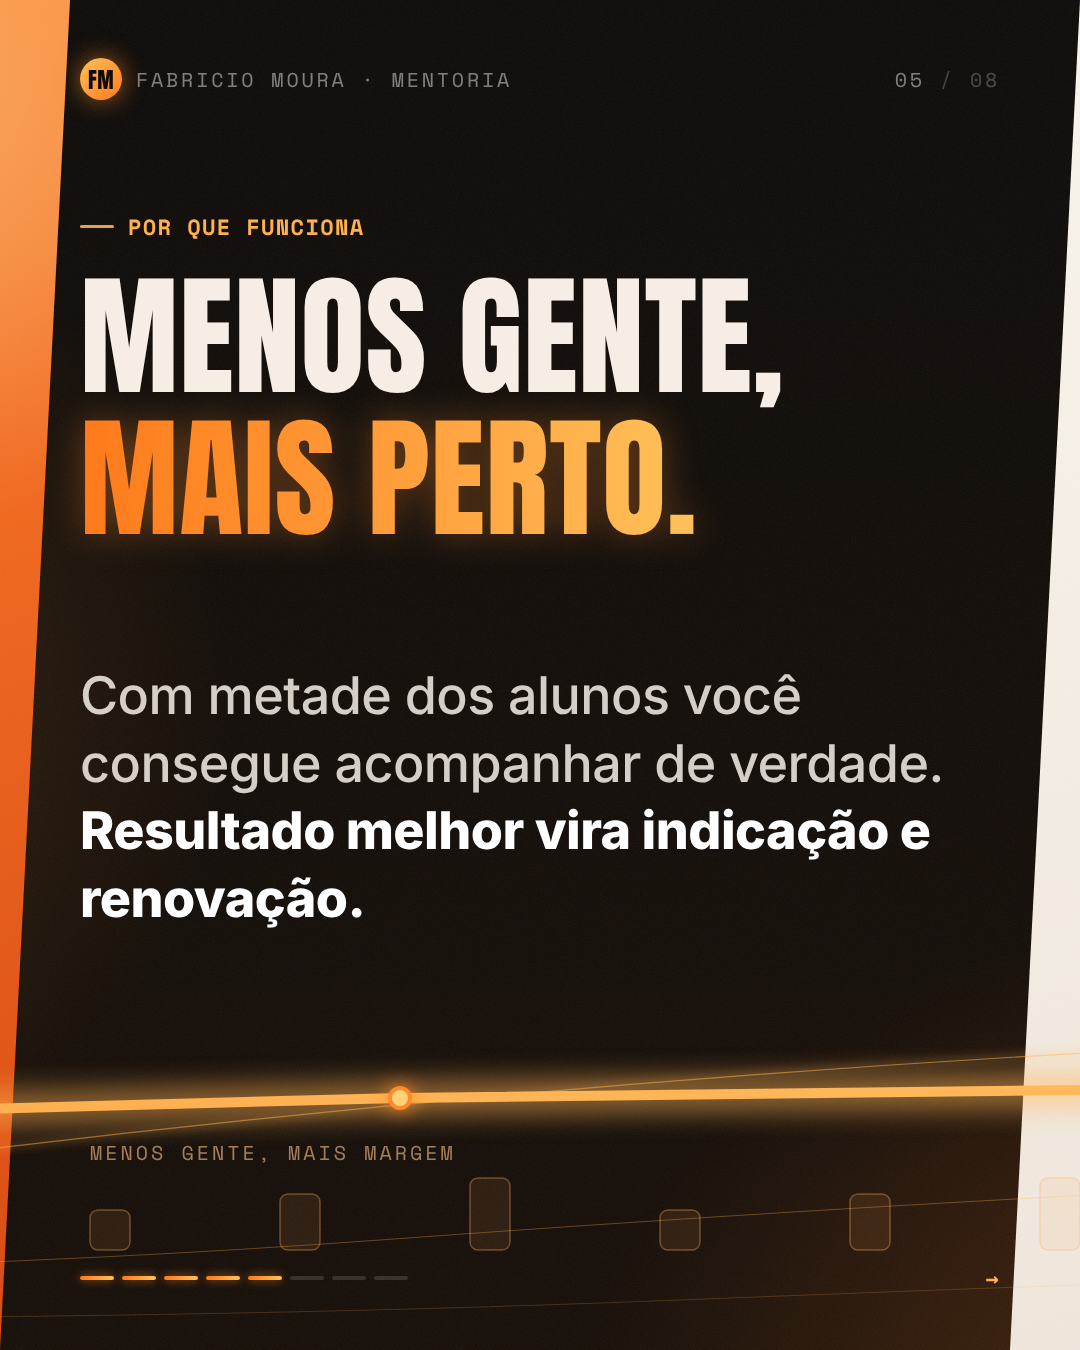 FM FABRICIO MOURA · MENTORIA 05 / 08
POR QUE FUNCIONA
MENOS GENTE,
MAIS PERTO.
Com metade dos alunos você
consegue acompanhar de verdade.
Resultado melhor vira indicação e
renovação.
MENOS GENTE, MAIS MARGEM
→